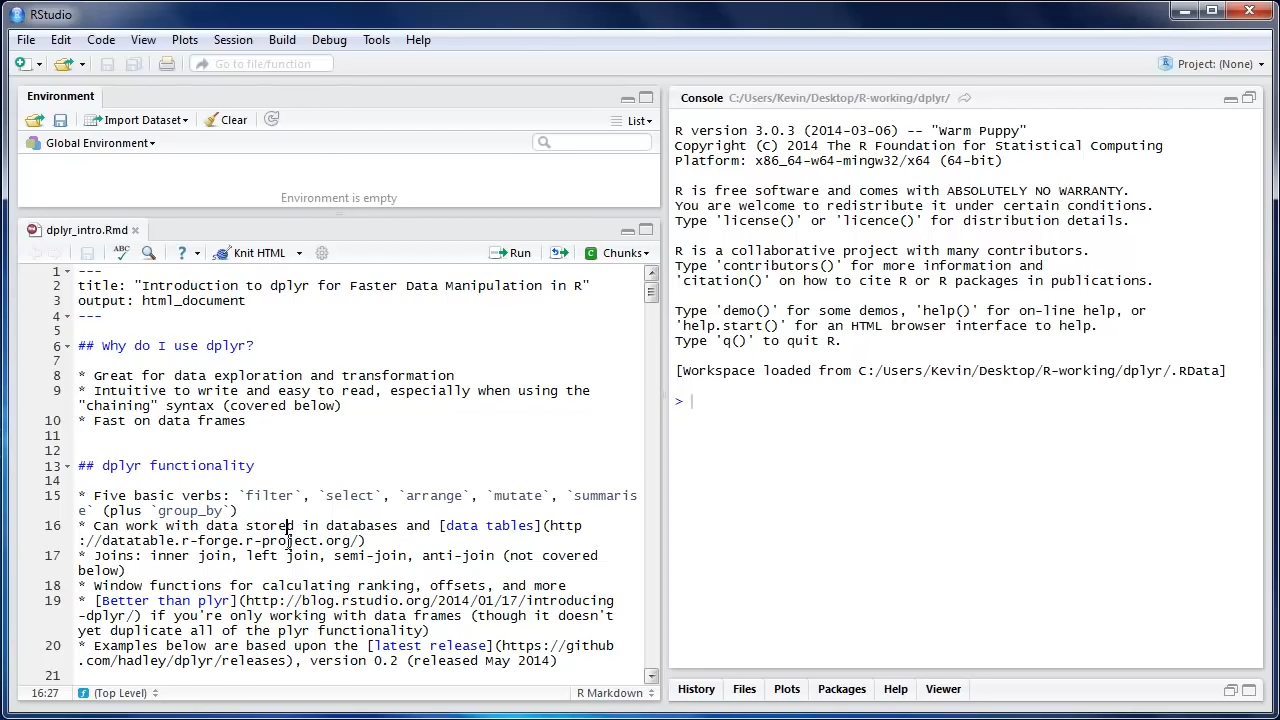 RStudio
File Edit Code View Plots Session Build Debug Tools Help
Go to file/function
Project: (None)
Environment
Import Dataset
Clear
List
Global Environment
Environment is empty
dplyr_intro.Rmd
ABC
?
Knit HTML
Run
Chunks
1 ---
2 title: "Introduction to dplyr for Faster Data Manipulation in R"
3 output: html_document
4 ---
5
6 ## Why do I use dplyr?
7
8 * Great for data exploration and transformation
9 * Intuitive to write and easy to read, especially when using the
"chaining" syntax (covered below)
10 * Fast on data frames
11
12
13 ## dplyr functionality
14
15 * Five basic verbs: `filter`, `select`, `arrange`, `mutate`, `summaris
e` (plus `group_by`)
16 * Can work with data stored in databases and [data tables](http
://datatable.r-forge.r-project.org/)
17 * Joins: inner join, left join, semi-join, anti-join (not covered
below)
18 * Window functions for calculating ranking, offsets, and more
19 * [Better than plyr](http://blog.rstudio.org/2014/01/17/introducing
-dplyr/) if you're only working with data frames (though it doesn't
yet duplicate all of the plyr functionality)
20 * Examples below are based upon the [latest release](https://github
.com/hadley/dplyr/releases), version 0.2 (released May 2014)
21
16:27
(Top Level)
R Markdown
Console C:/Users/Kevin/Desktop/R-working/dplyr/
R version 3.0.3 (2014-03-06) -- "Warm Puppy"
Copyright (C) 2014 The R Foundation for Statistical Computing
Platform: x86_64-w64-mingw32/x64 (64-bit)
R is free software and comes with ABSOLUTELY NO WARRANTY.
You are welcome to redistribute it under certain conditions.
Type 'license()' or 'licence()' for distribution details.
R is a collaborative project with many contributors.
Type 'contributors()' for more information and
'citation()' on how to cite R or R packages in publications.
Type 'demo()' for some demos, 'help()' for on-line help, or
'help.start()' for an HTML browser interface to help.
Type 'q()' to quit R.
[Workspace loaded from C:/Users/Kevin/Desktop/R-working/dplyr/.RData]
>
History Files Plots Packages Help Viewer